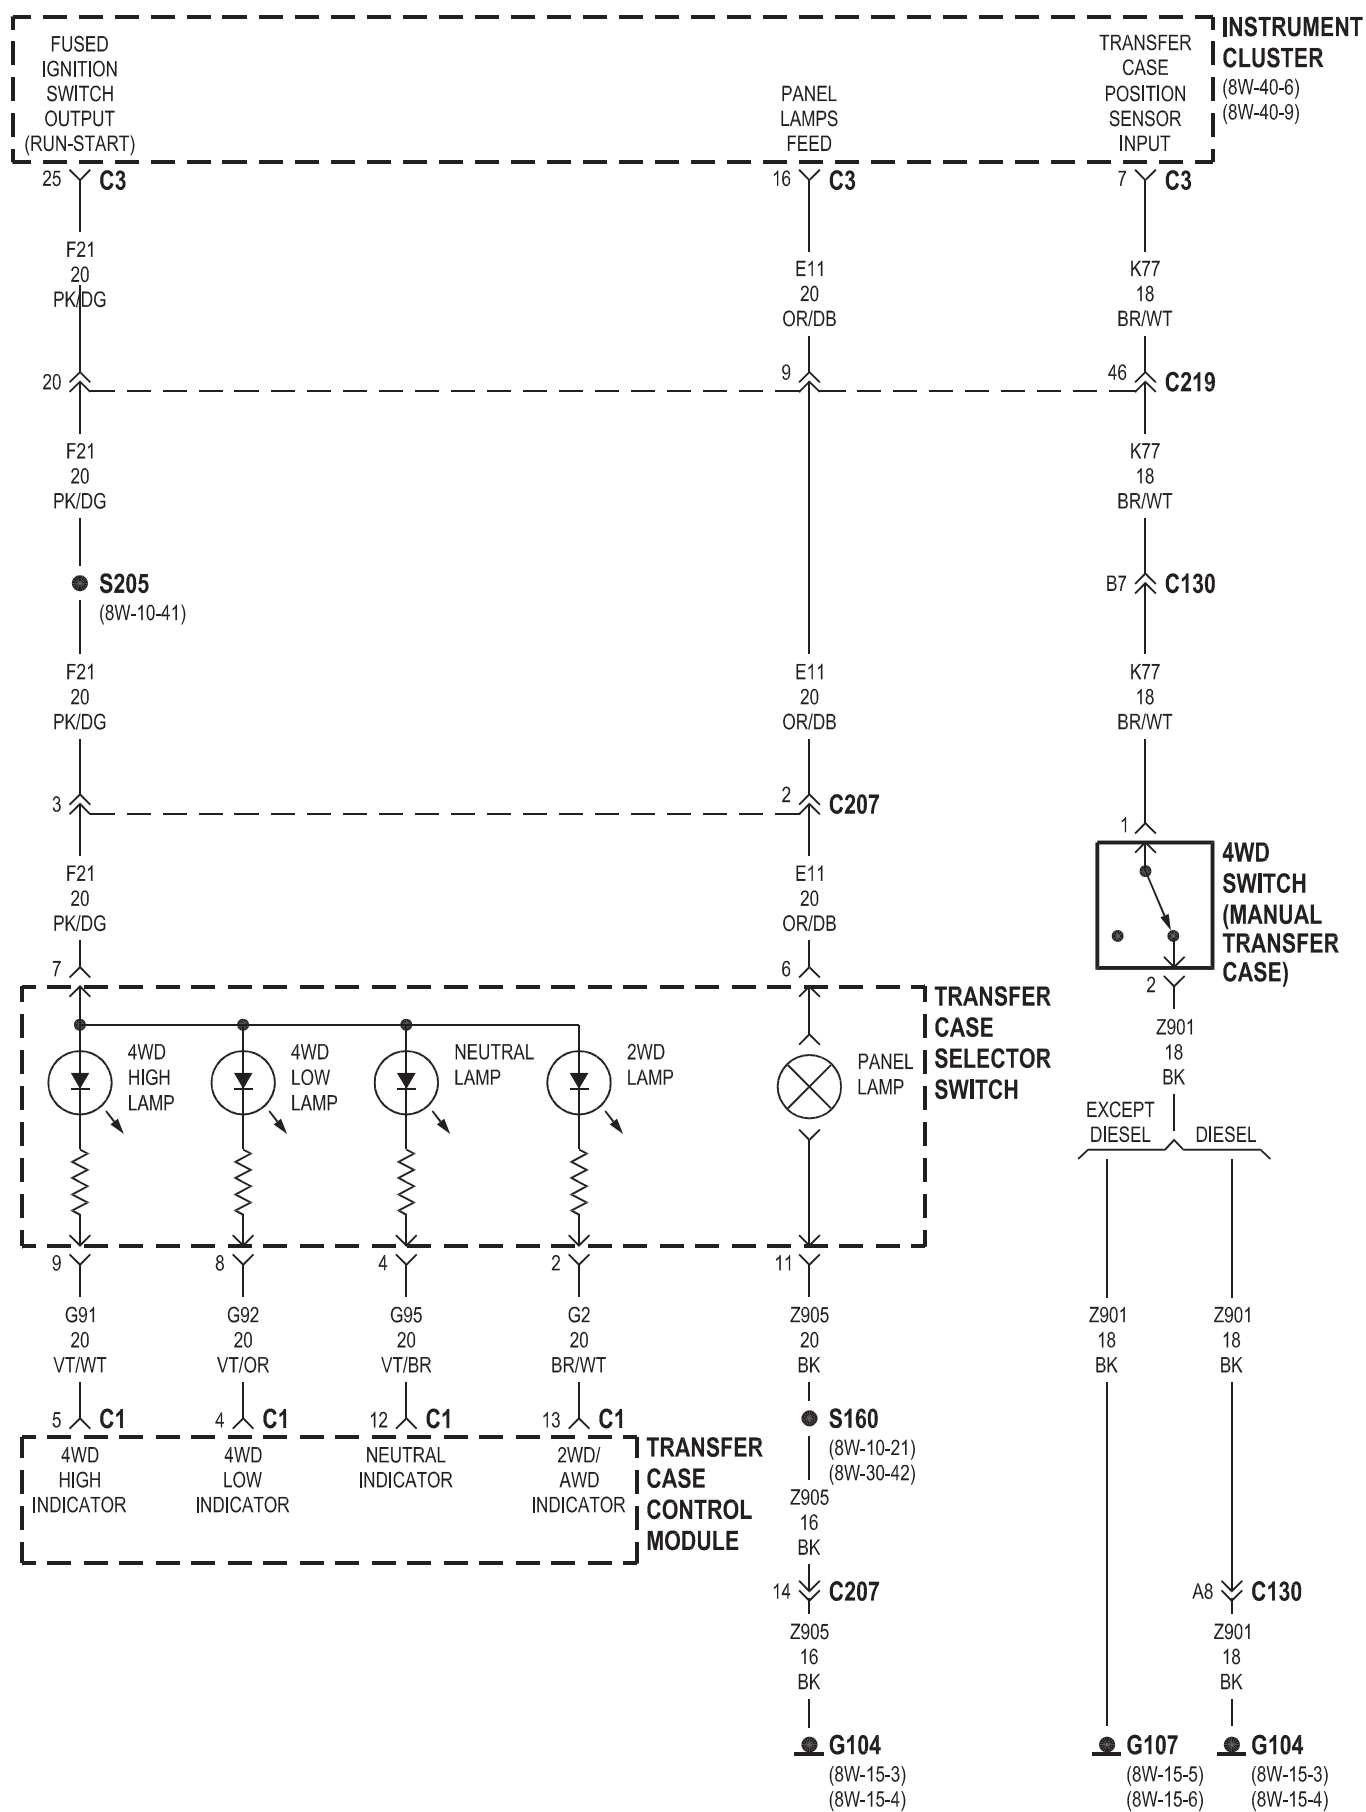 INSTRUMENT
CLUSTER
(8W-40-6)
(8W-40-9)
FUSED
IGNITION
SWITCH
OUTPUT
(RUN-START)
PANEL
LAMPS
FEED
TRANSFER
CASE
POSITION
SENSOR
INPUT
25 C3
16 C3
7 C3
F21
20
PK/DG
E11
20
OR/DB
K77
18
BR/WT
20
9
46 C219
F21
20
PK/DG
K77
18
BR/WT
S205
(8W-10-41)
B7 C130
F21
20
PK/DG
E11
20
OR/DB
K77
18
BR/WT
3
2 C207
1
F21
20
PK/DG
E11
20
OR/DB
4WD
SWITCH
(MANUAL
TRANSFER
CASE)
7
6
2
TRANSFER
CASE
SELECTOR
SWITCH
4WD
HIGH
LAMP
4WD
LOW
LAMP
NEUTRAL
LAMP
2WD
LAMP
PANEL
LAMP
Z901
18
BK
EXCEPT
DIESEL
DIESEL
9
8
4
2
11
G91
20
VT/WT
G92
20
VT/OR
G95
20
VT/BR
G2
20
BR/WT
Z905
20
BK
Z901
18
BK
Z901
18
BK
5 C1
4 C1
12 C1
13 C1
S160
(8W-10-21)
(8W-30-42)
4WD
HIGH
INDICATOR
4WD
LOW
INDICATOR
NEUTRAL
INDICATOR
2WD/
AWD
INDICATOR
TRANSFER
CASE
CONTROL
MODULE
Z905
16
BK
14 C207
A8 C130
Z905
16
BK
Z901
18
BK
G104
(8W-15-3)
(8W-15-4)
G107
(8W-15-5)
(8W-15-6)
G104
(8W-15-3)
(8W-15-4)